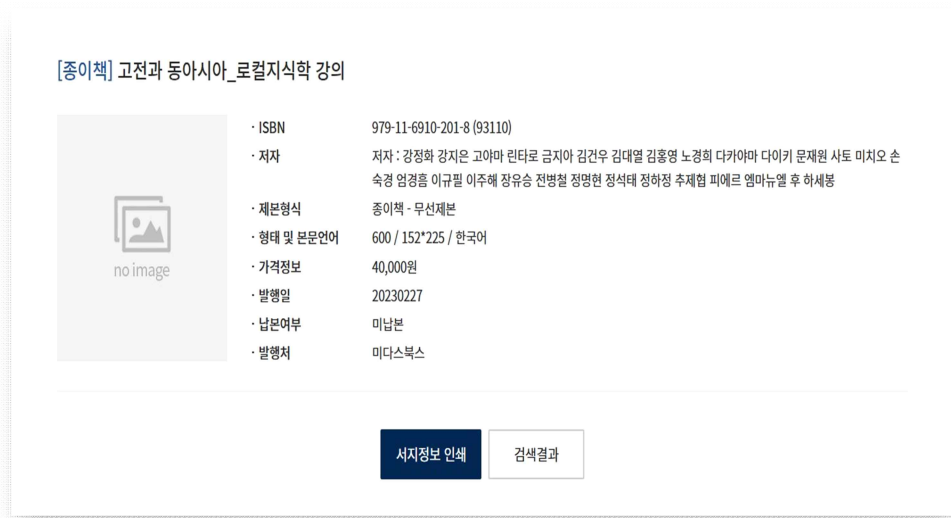 [종이책] 고전과 동아시아_로컬지식학 강의
no image
· ISBN 979-11-6910-201-8 (93110)
· 저자 저자 : 강정화 강지은 고야마 린타로 금지아 김건우 김대열 김홍영 노경희 다카야마 다이키 문재원 사토 미치오 손
숙경 엄경흠 이규필 이주해 장유승 전병철 정명현 정석태 정하정 추제협 피에르 엠마뉴엘 후 하세봉
· 제본형식 종이책 - 무선제본
· 형태 및 본문언어 600 / 152*225 / 한국어
· 가격정보 40,000원
· 발행일 20230227
· 납본여부 미납본
· 발행처 미다스북스
서지정보 인쇄 검색결과